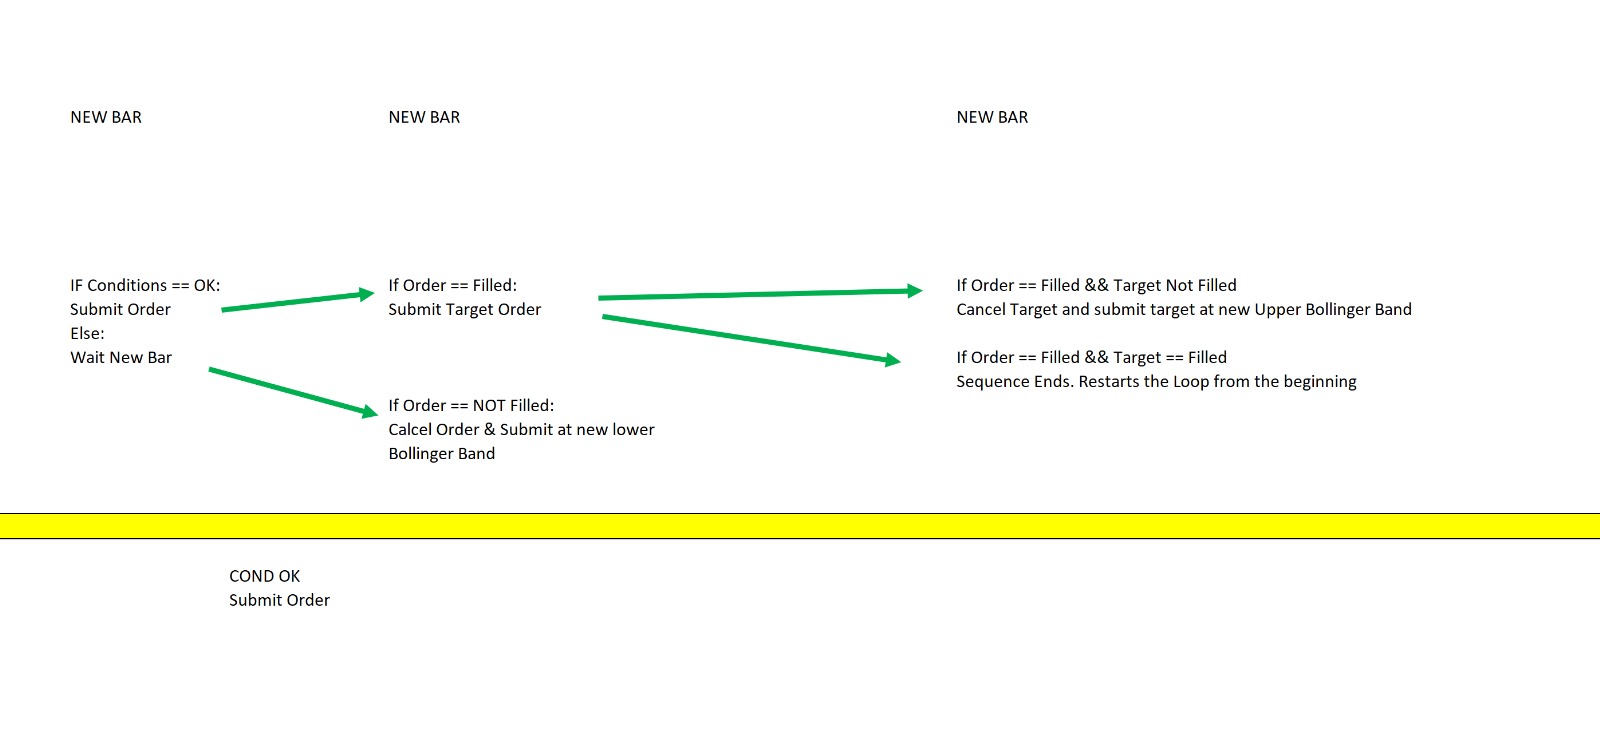 NEW BAR
NEW BAR
NEW BAR
IF Conditions == OK:
Submit Order
Else:
Wait New Bar
If Order == Filled:
Submit Target Order
If Order == NOT Filled:
Calcel Order & Submit at new lower
Bollinger Band
If Order == Filled && Target Not Filled
Cancel Target and submit target at new Upper Bollinger Band
If Order == Filled && Target == Filled
Sequence Ends. Restarts the Loop from the beginning
COND OK
Submit Order